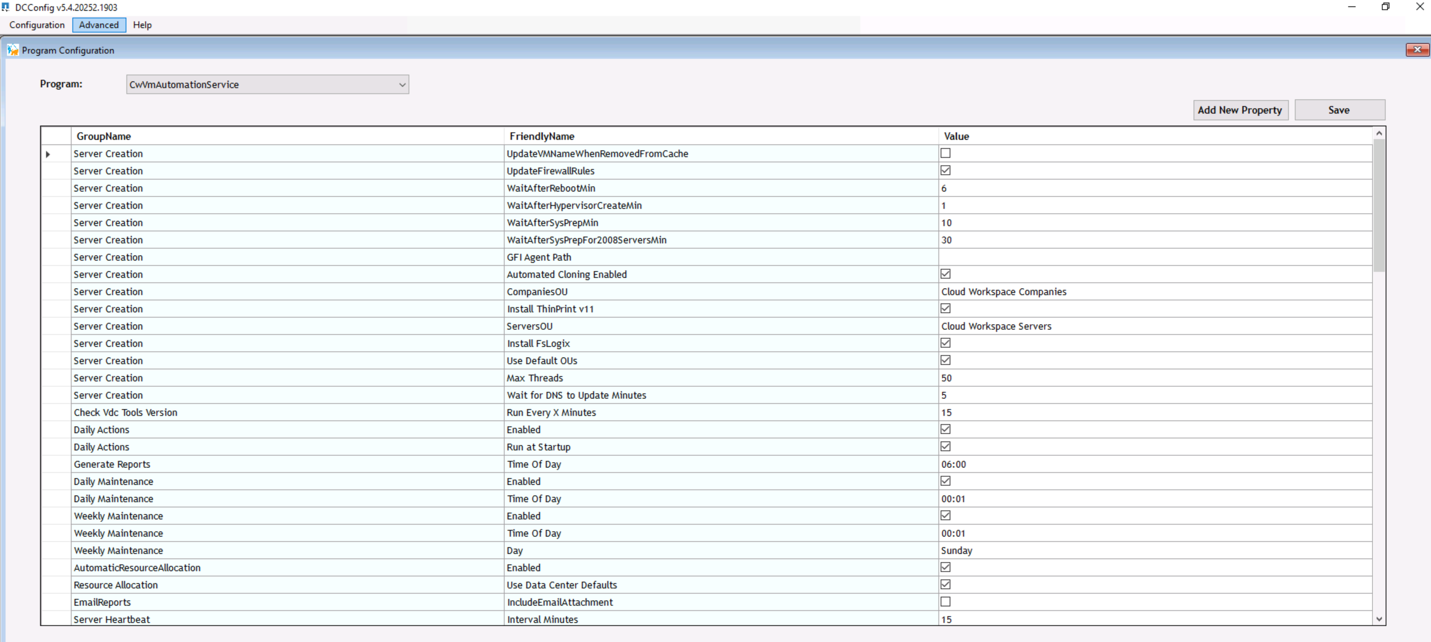 DCConfig v5.4.20252.1903
Configuration Advanced Help
Program Configuration
Program: CwVmAutomationService
Add New Property Save
GroupName FriendlyName Value
Server Creation UpdateVMNameWhenRemovedFromCache
Server Creation UpdateFirewallRules
Server Creation WaitAfterRebootMin 6
Server Creation WaitAfterHypervisorCreateMin 1
Server Creation WaitAfterSysPrepMin 10
Server Creation WaitAfterSysPrepFor2008ServersMin 30
Server Creation GFI Agent Path
Server Creation Automated Cloning Enabled
Server Creation CompaniesOU Cloud Workspace Companies
Server Creation Install ThinPrint v11
Server Creation ServersOU Cloud Workspace Servers
Server Creation Install FsLogix
Server Creation Use Default OUs
Server Creation Max Threads 50
Server Creation Wait for DNS to Update Minutes 5
Check Vdc Tools Version Run Every X Minutes 15
Daily Actions Enabled
Daily Actions Run at Startup
Generate Reports Time Of Day 06:00
Daily Maintenance Enabled
Daily Maintenance Time Of Day 00:01
Weekly Maintenance Enabled
Weekly Maintenance Time Of Day 00:01
Weekly Maintenance Day Sunday
AutomaticResourceAllocation Enabled
Resource Allocation Use Data Center Defaults
EmailReports IncludeEmailAttachment
Server Heartbeat Interval Minutes 15